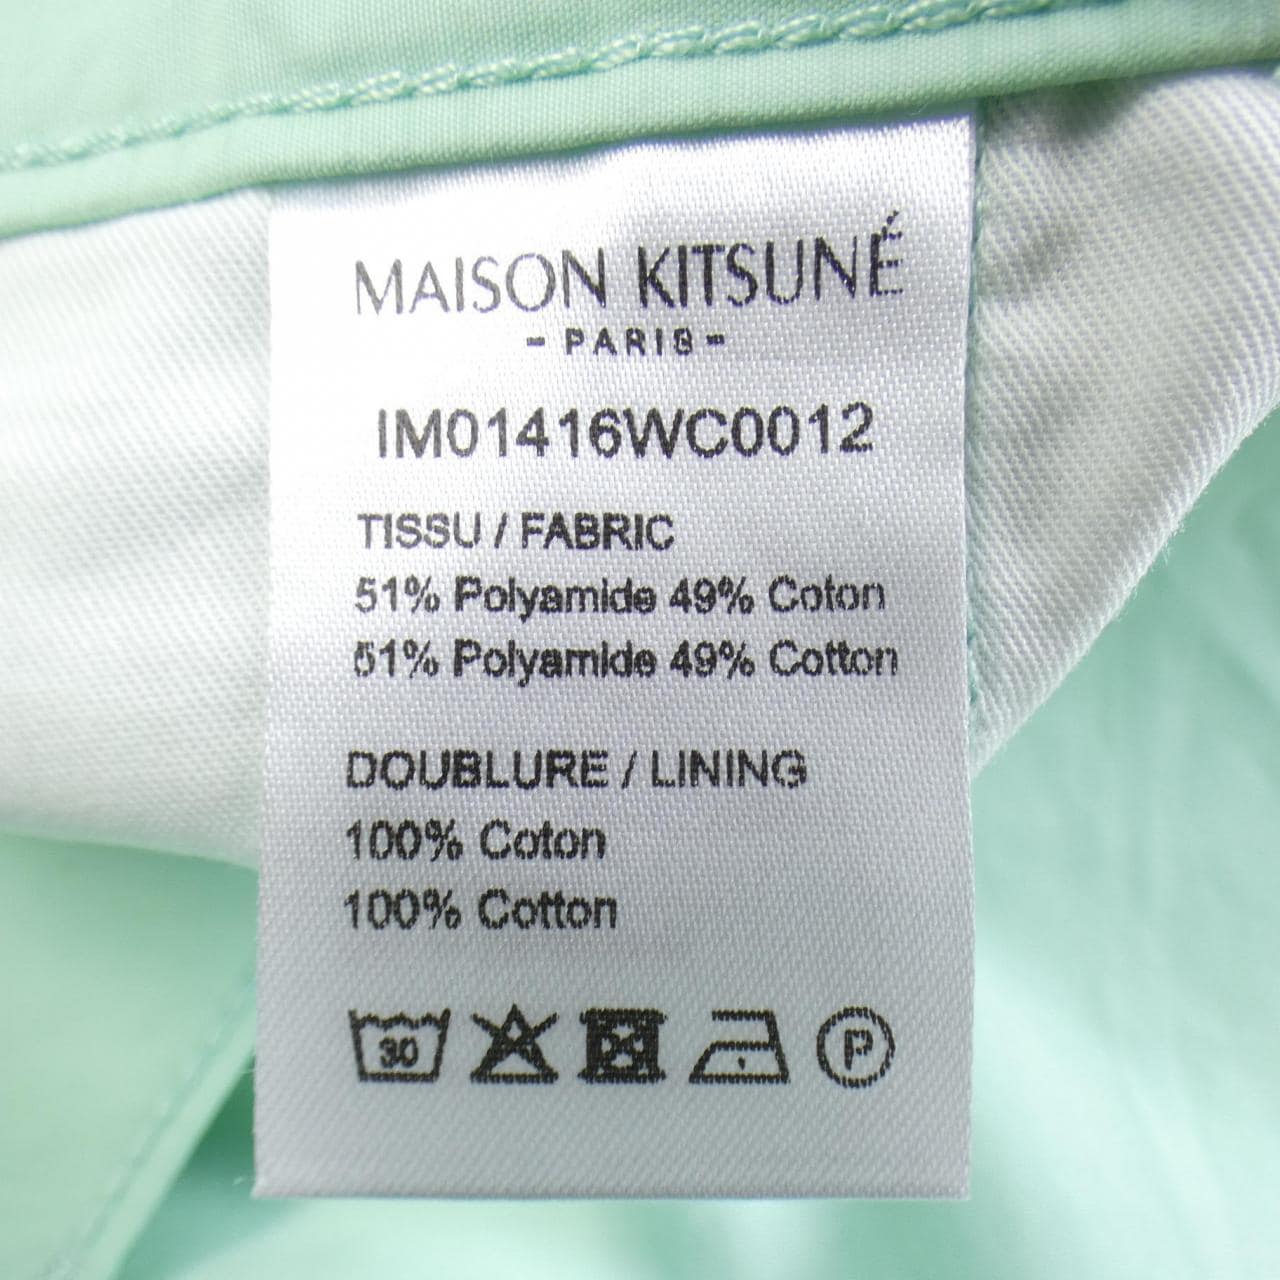 MAISON KITSUNÉ
- PARIS -
IM01416WC0012
TISSU / FABRIC
51% Polyamide 49% Coton
51% Polyamide 49% Cotton
DOUBLURE / LINING
100% Coton
100% Cotton
30 P